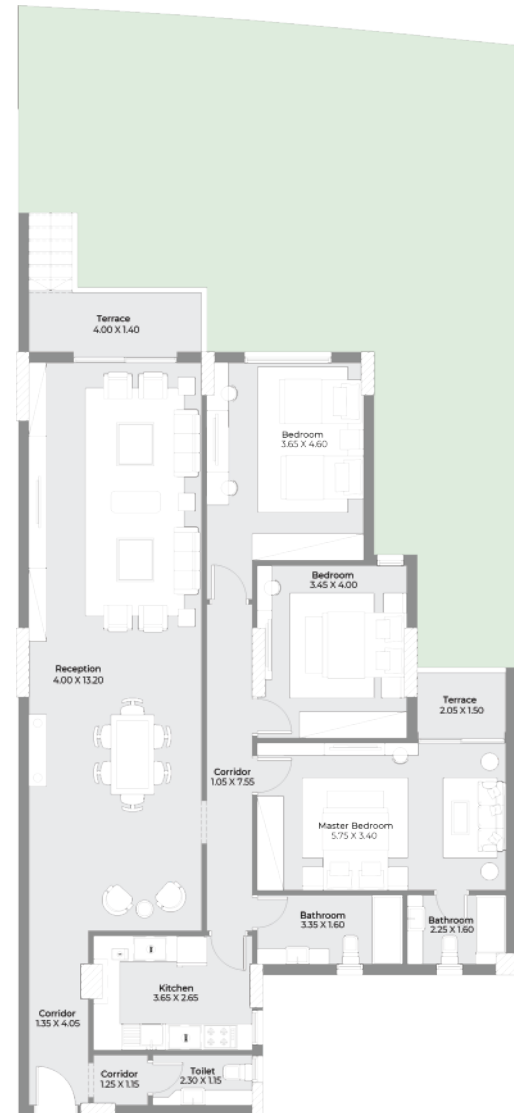 Terrace
4.00 X 1.40
Bedroom
3.65 X 4.60
Bedroom
3.45 X 4.00
Reception
4.00 X 13.20
Terrace
2.05 X 1.50
Corridor
1.05 X 7.55
Master Bedroom
5.75 X 3.40
Bathroom
3.35 X 1.60
Bathroom
2.25 X 1.60
Kitchen
3.65 X 2.65
Corridor
1.35 X 4.05
Corridor
1.25 X 1.15
Toilet
2.30 X 1.15